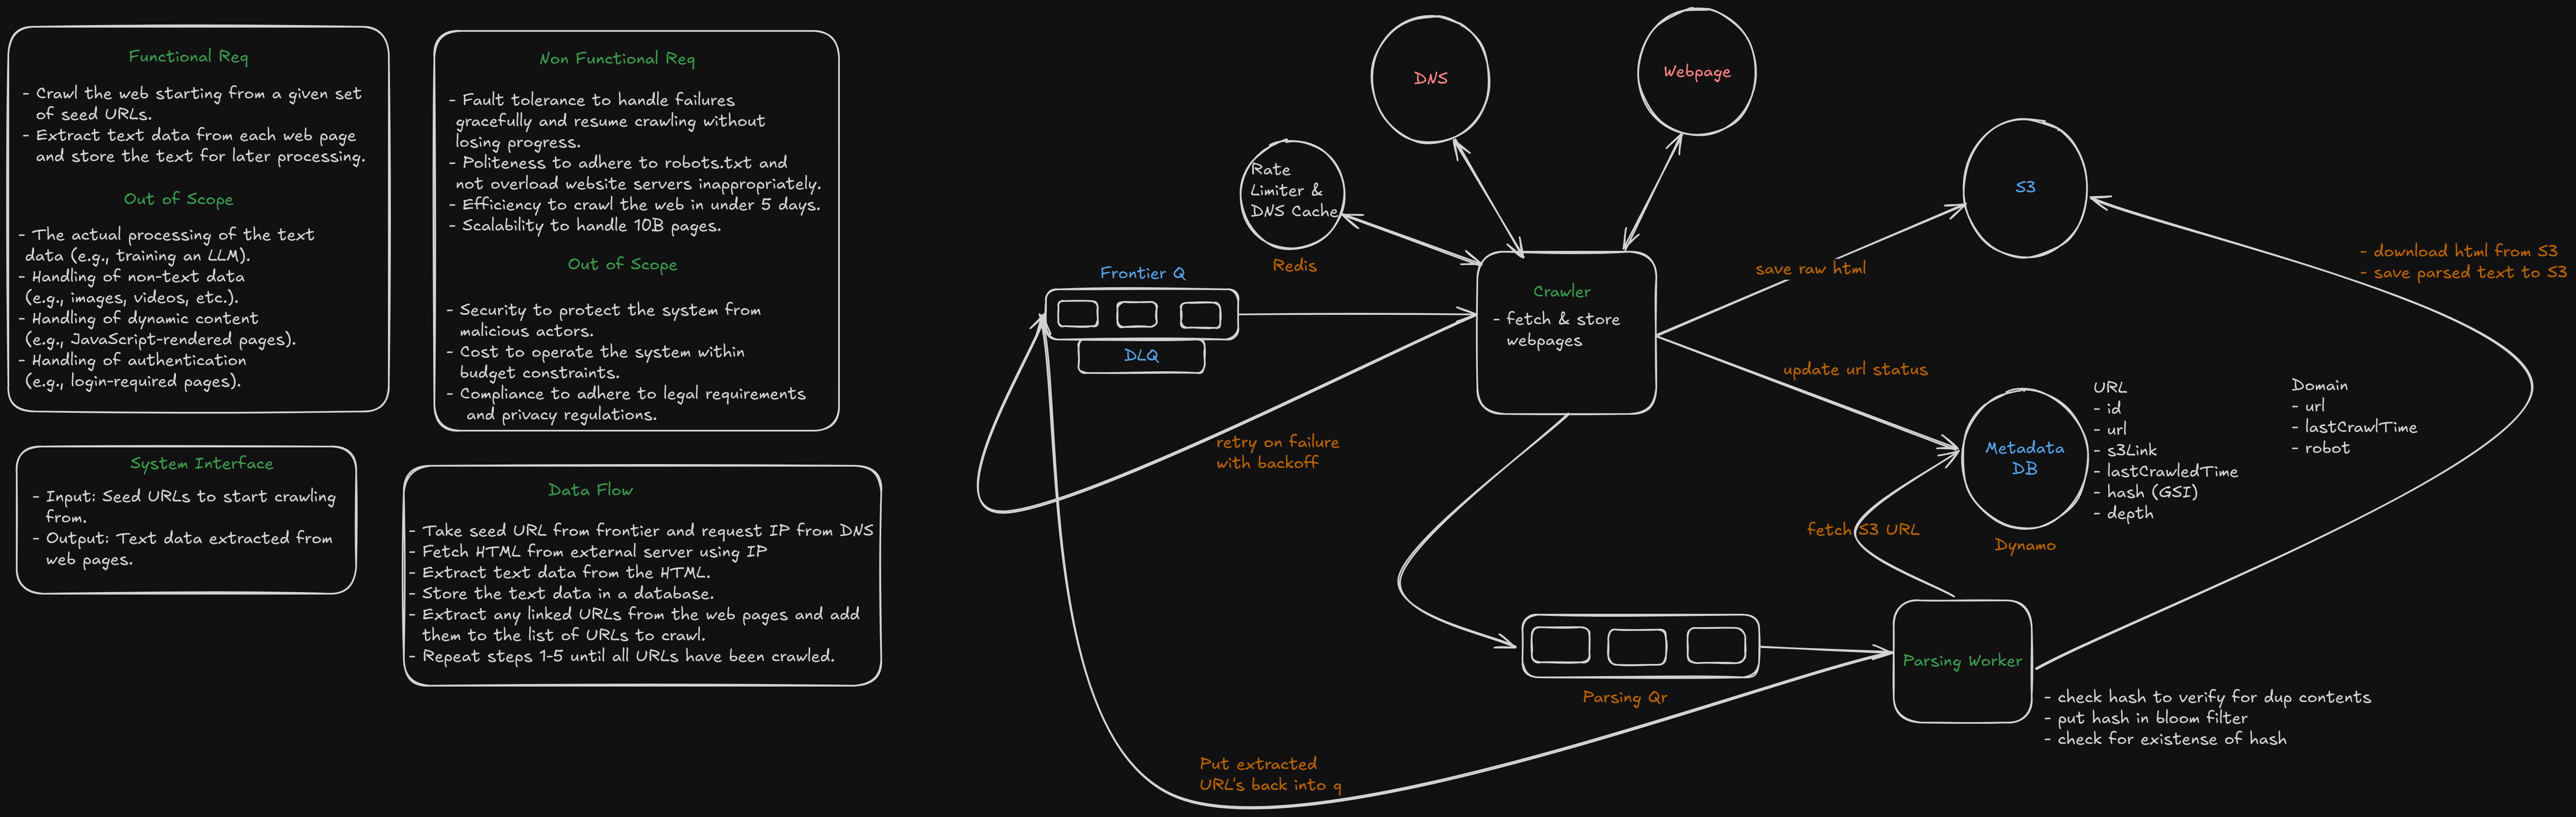 Functional Req
- Crawl the web starting from a given set
of seed URLs.
- Extract text data from each web page
and store the text for later processing.
Out of Scope
- The actual processing of the text
data (e.g., training an LLM).
- Handling of non-text data
(e.g., images, videos, etc.).
- Handling of dynamic content
(e.g., JavaScript-rendered pages).
- Handling of authentication
(e.g., login-required pages).
Non Functional Req
- Fault tolerance to handle failures
gracefully and resume crawling without
losing progress.
- Politeness to adhere to robots.txt and
not overload website servers inappropriately.
- Efficiency to crawl the web in under 5 days.
- Scalability to handle 10B pages.
Out of Scope
- Security to protect the system from
malicious actors.
- Cost to operate the system within
budget constraints.
- Compliance to adhere to legal requirements
and privacy regulations.
System Interface
- Input: Seed URLs to start crawling
from.
- Output: Text data extracted from
web pages.
Data Flow
- Take seed URL from frontier and request IP from DNS
- Fetch HTML from external server using IP
- Extract text data from the HTML.
- Store the text data in a database.
- Extract any linked URLs from the web pages and add
them to the list of URLs to crawl.
- Repeat steps 1-5 until all URLs have been crawled.
DNS
Webpage
Rate
Limiter &
DNS Cache
Redis
Frontier Q
DLQ
Crawler
- fetch & store
webpages
retry on failure
with backoff
save raw html
S3
- download html from S3
- save parsed text to S3
update url status
Metadata
DB
Dynamo
URL
- id
- url
- s3Link
- lastCrawledTime
- hash (GSI)
- depth
Domain
- url
- lastCrawlTime
- robot
fetch S3 URL
Parsing Qr
Parsing Worker
- check hash to verify for dup contents
- put hash in bloom filter
- check for existense of hash
Put extracted
URL's back into q